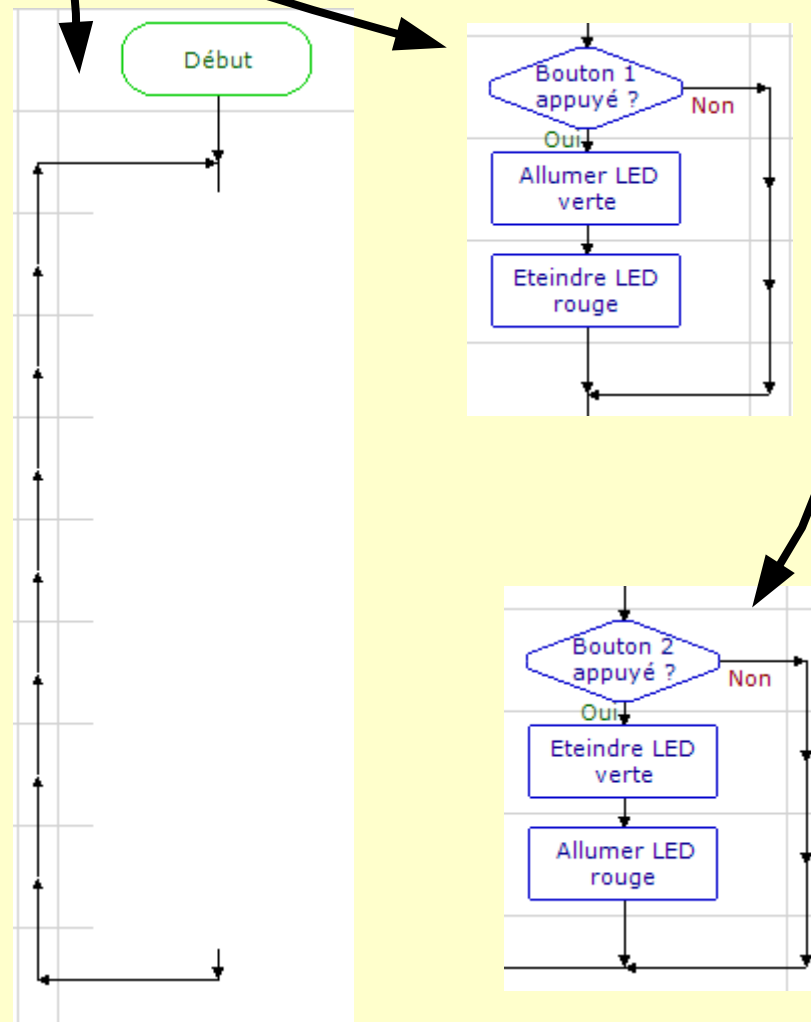 Début
Bouton 1
appuyé ?
Non
Oui
Allumer LED
verte
Eteindre LED
rouge
Bouton 2
appuyé ?
Non
Oui
Eteindre LED
verte
Allumer LED
rouge